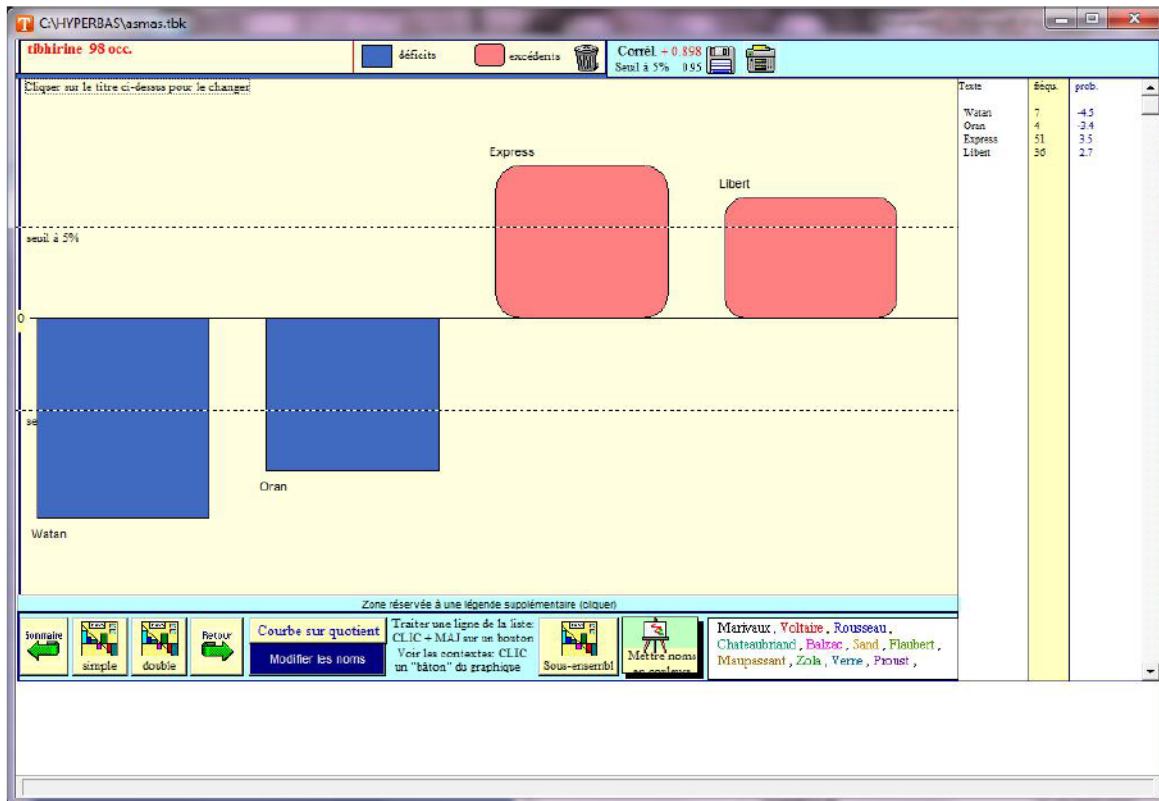 C:\HYPERBAS\asmas.tbk
tibhirine 98 occ.
déficits
excédents
Corrél. + 0.898
Seuil à 5% 0.95
Cliquer sur le titre ci-dessus pour le changer
Texte fréqu. prob.
Watan 7 -4.5
Oran 4 -3.4
Express 51 3.5
Libert 36 2.7
Express
Libert
seuil à 5%
0
se
Oran
Watan
Zone réservée à une légende supplémentaire (cliquer)
Sommaire
simple
double
Retour
Courbe sur quotient
Modifier les noms
Traiter une ligne de la liste:
CLIC + MAJ sur un bouton
Voir les contextes: CLIC
un "bâton" du graphique
Sous-ensembl
Mettre noms
en couleurs
Marivaux , Voltaire , Rousseau ,
Chateaubriand , Balzac , Sand , Flaubert ,
Maupassant , Zola , Verne , Proust ,